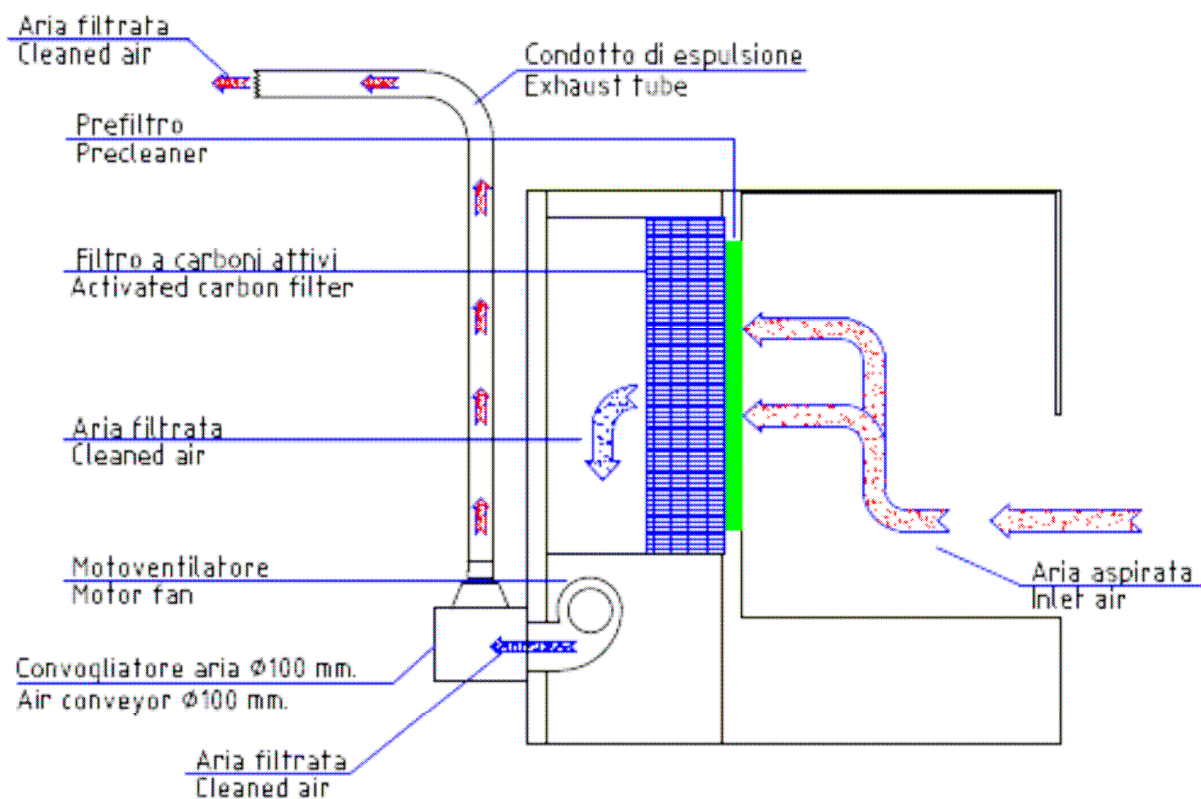 Aria filtrata
Cleaned air
Condotto di espulsione
Exhaust tube
Prefiltro
Precleaner
Filtro a carboni attivi
Activated carbon filter
Aria filtrata
Cleaned air
Motoventilatore
Motor fan
Aria aspirata
Inlet air
Convogliatore aria Ø100 mm.
Air conveyor Ø100 mm.
Aria filtrata
Cleaned air